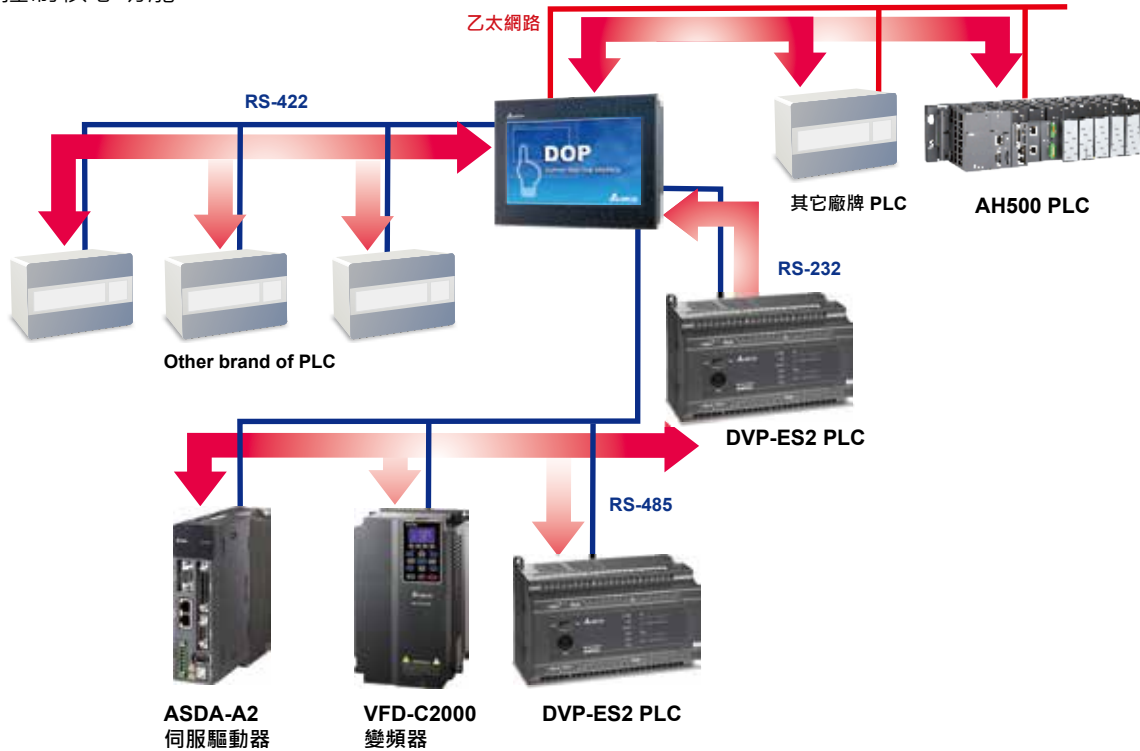 乙太網路
RS-422
DOP
其它廠牌 PLC
AH500 PLC
RS-232
Other brand of PLC
DVP-ES2 PLC
RS-485
ASDA-A2
伺服驅動器
VFD-C2000
變頻器
DVP-ES2 PLC